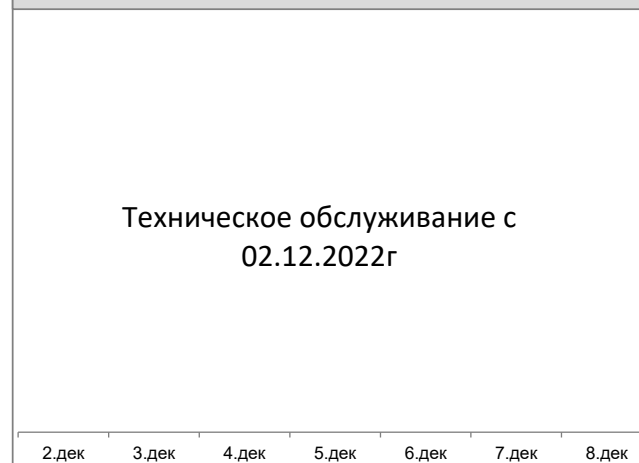 Техническое обслуживание с
02.12.2022г
2.дек 3.дек 4.дек 5.дек 6.дек 7.дек 8.дек